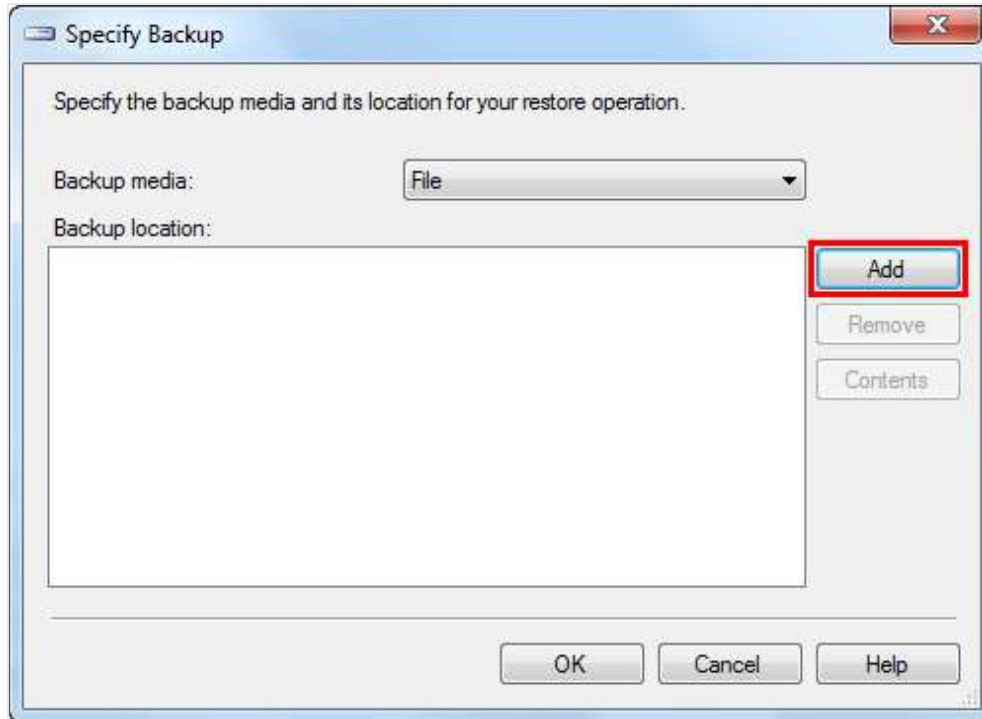 Specify Backup
Specify the backup media and its location for your restore operation.
Backup media:
File
Backup location:
Add
Remove
Contents
OK
Cancel
Help